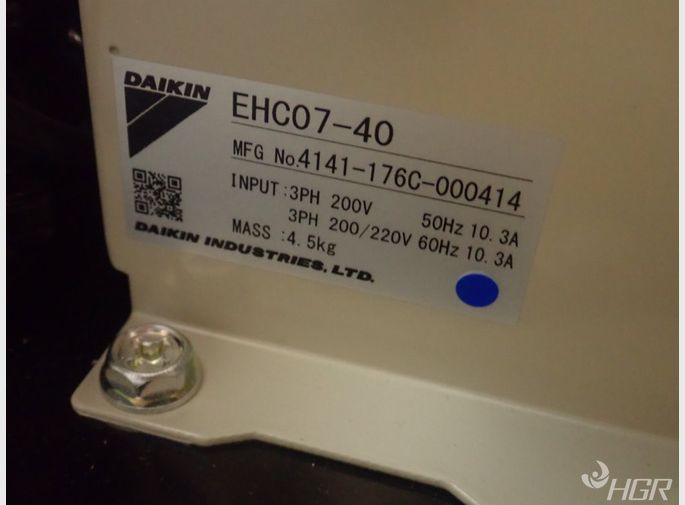 DAIKIN
EHC07-40
MFG No.4141-176C-000414
INPUT:3PH 200V 50Hz 10.3A
3PH 200/220V 60Hz 10.3A
MASS :4.5kg
DAIKIN INDUSTRIES, LTD.
HGR